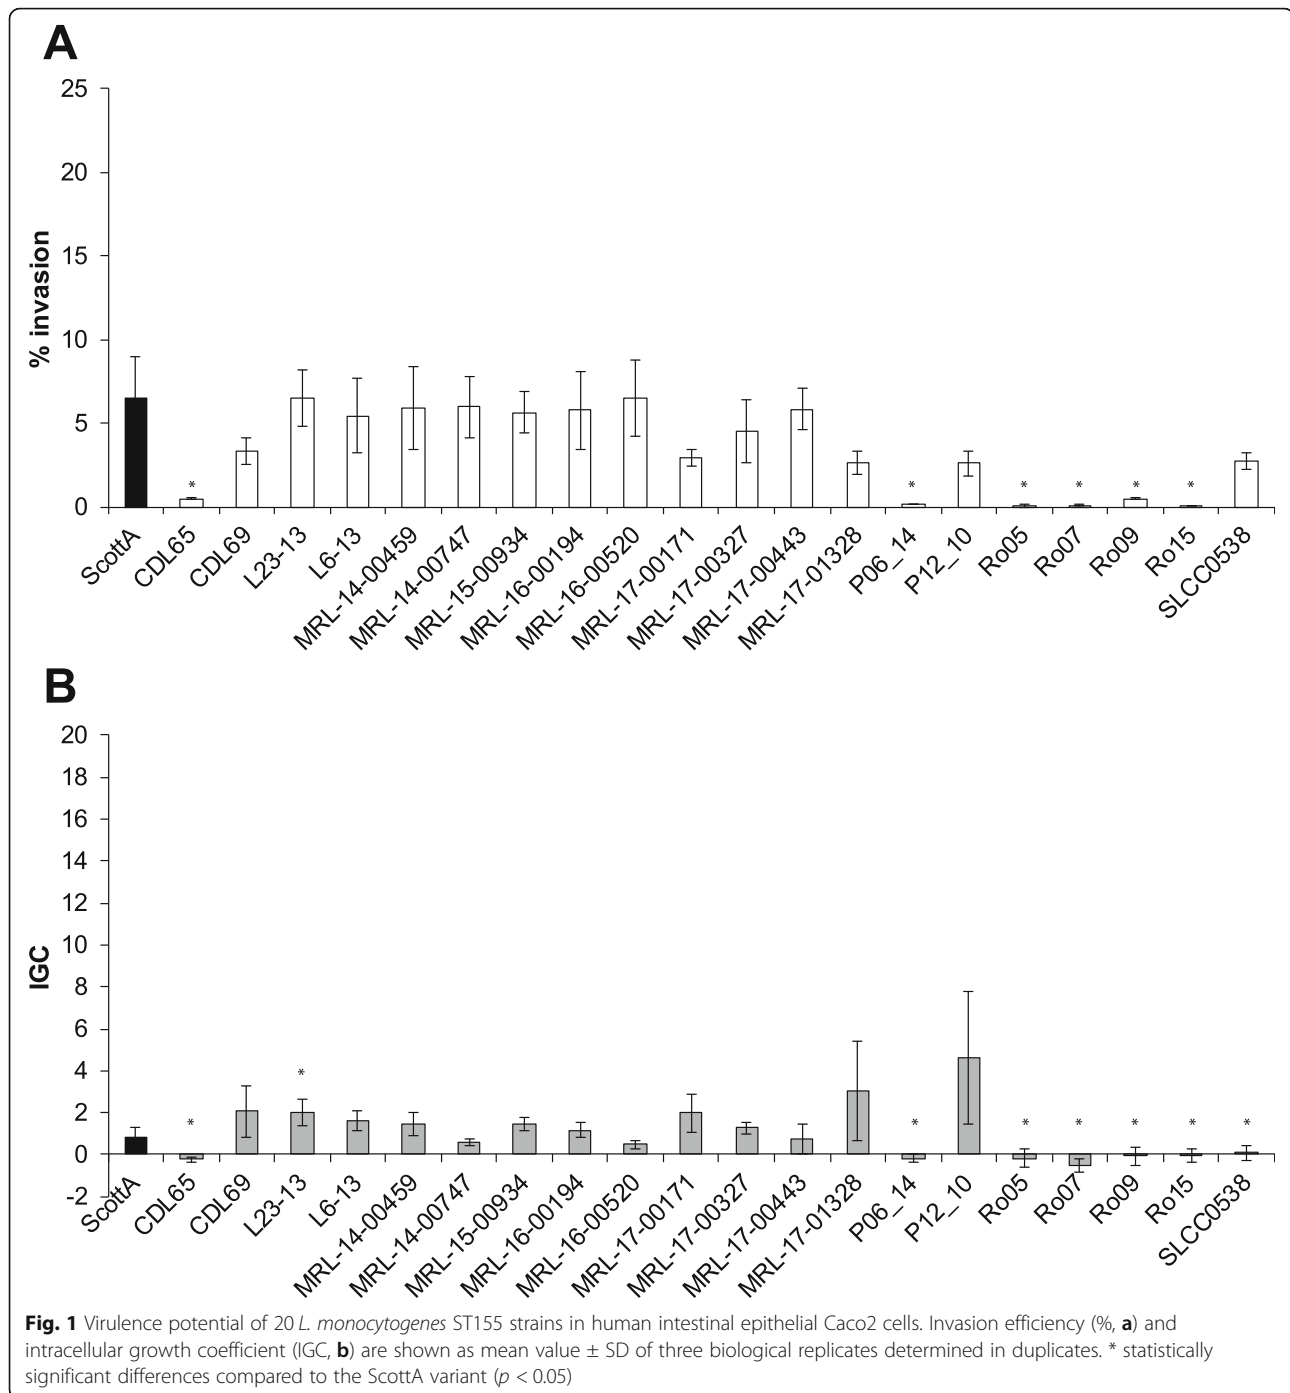 A
25
20
15
10
5
0
% invasion
* * * * * *
ScottA
CDL65
CDL69
L23-13
L6-13
MRL-14-00459
MRL-14-00747
MRL-15-00934
MRL-16-00194
MRL-16-00520
MRL-17-00171
MRL-17-00327
MRL-17-00443
MRL-17-01328
P06_14
P12_10
Ro05
Ro07
Ro09
Ro15
SLCC0538
B
20
18
16
14
12
10
8
6
4
2
0
-2
IGC
* * * * * * * *
ScottA
CDL65
CDL69
L23-13
L6-13
MRL-14-00459
MRL-14-00747
MRL-15-00934
MRL-16-00194
MRL-16-00520
MRL-17-00171
MRL-17-00327
MRL-17-00443
MRL-17-01328
P06_14
P12_10
Ro05
Ro07
Ro09
Ro15
SLCC0538
Fig. 1 Virulence potential of 20 L. monocytogenes ST155 strains in human intestinal epithelial Caco2 cells. Invasion efficiency (%, a) and
intracellular growth coefficient (IGC, b) are shown as mean value ± SD of three biological replicates determined in duplicates. * statistically
significant differences compared to the ScottA variant (p < 0.05)